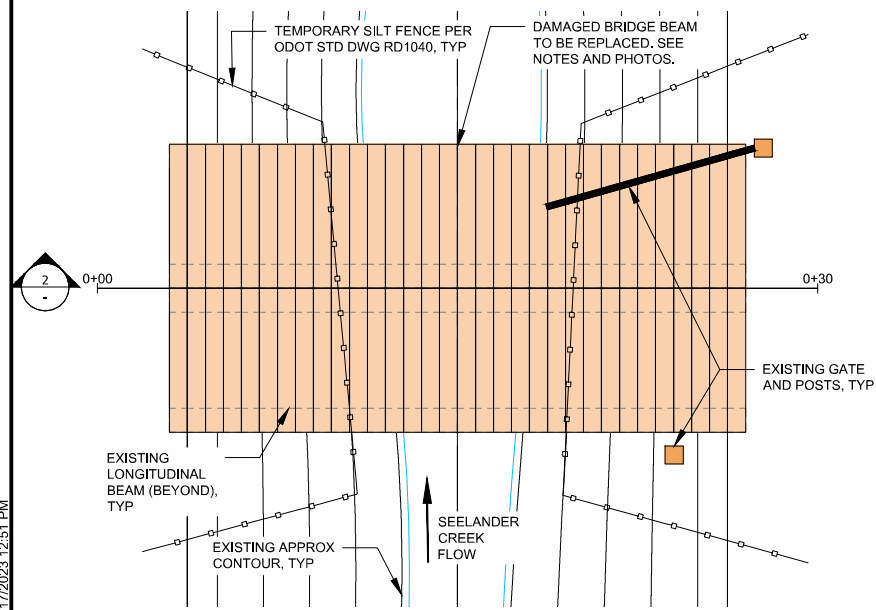 TEMPORARY SILT FENCE PER
ODOT STD DWG RD1040, TYP
DAMAGED BRIDGE BEAM
TO BE REPLACED. SEE
NOTES AND PHOTOS.
2
-
0+00
0+30
EXISTING GATE
AND POSTS, TYP
EXISTING
LONGITUDINAL
BEAM (BEYOND),
TYP
SEELANDER
CREEK
FLOW
EXISTING APPROX
CONTOUR, TYP
17/2023 12:51 PM